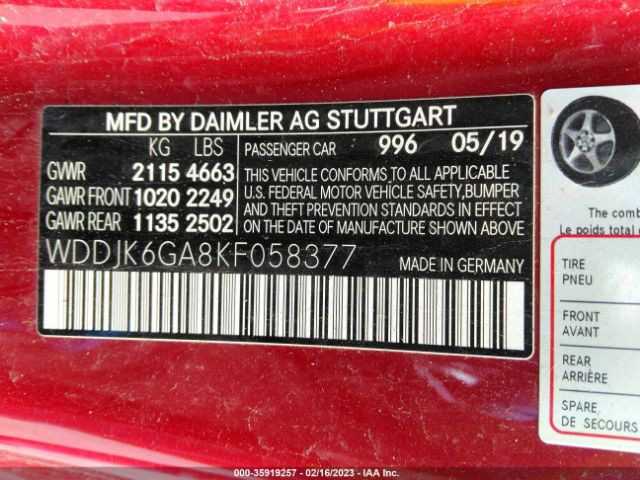 MFD BY DAIMLER AG STUTTGART
KG LBS
GVWR 2115 4663
GAWR FRONT 1020 2249
GAWR REAR 1135 2502
PASSENGER CAR 996 05/19
THIS VEHICLE CONFORMS TO ALL APPLICABLE
U.S. FEDERAL MOTOR VEHICLE SAFETY, BUMPER
AND THEFT PREVENTION STANDARDS IN EFFECT
ON THE DATE OF MANUFACTURE SHOWN ABOVE
WDDJK6GA8KF058377 MADE IN GERMANY
The comb
Le poids total
TIRE
PNEU
FRONT
AVANT
REAR
ARRIÈRE
SPARE
DE SECOURS
000-35919257 - 02/16/2023 - IAA Inc.